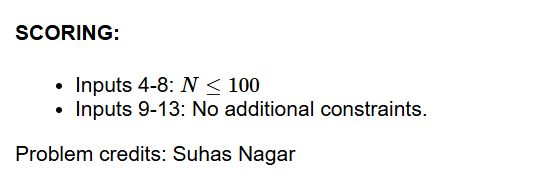 SCORING:
• Inputs 4-8: N ≤ 100
• Inputs 9-13: No additional constraints.
Problem credits: Suhas Nagar